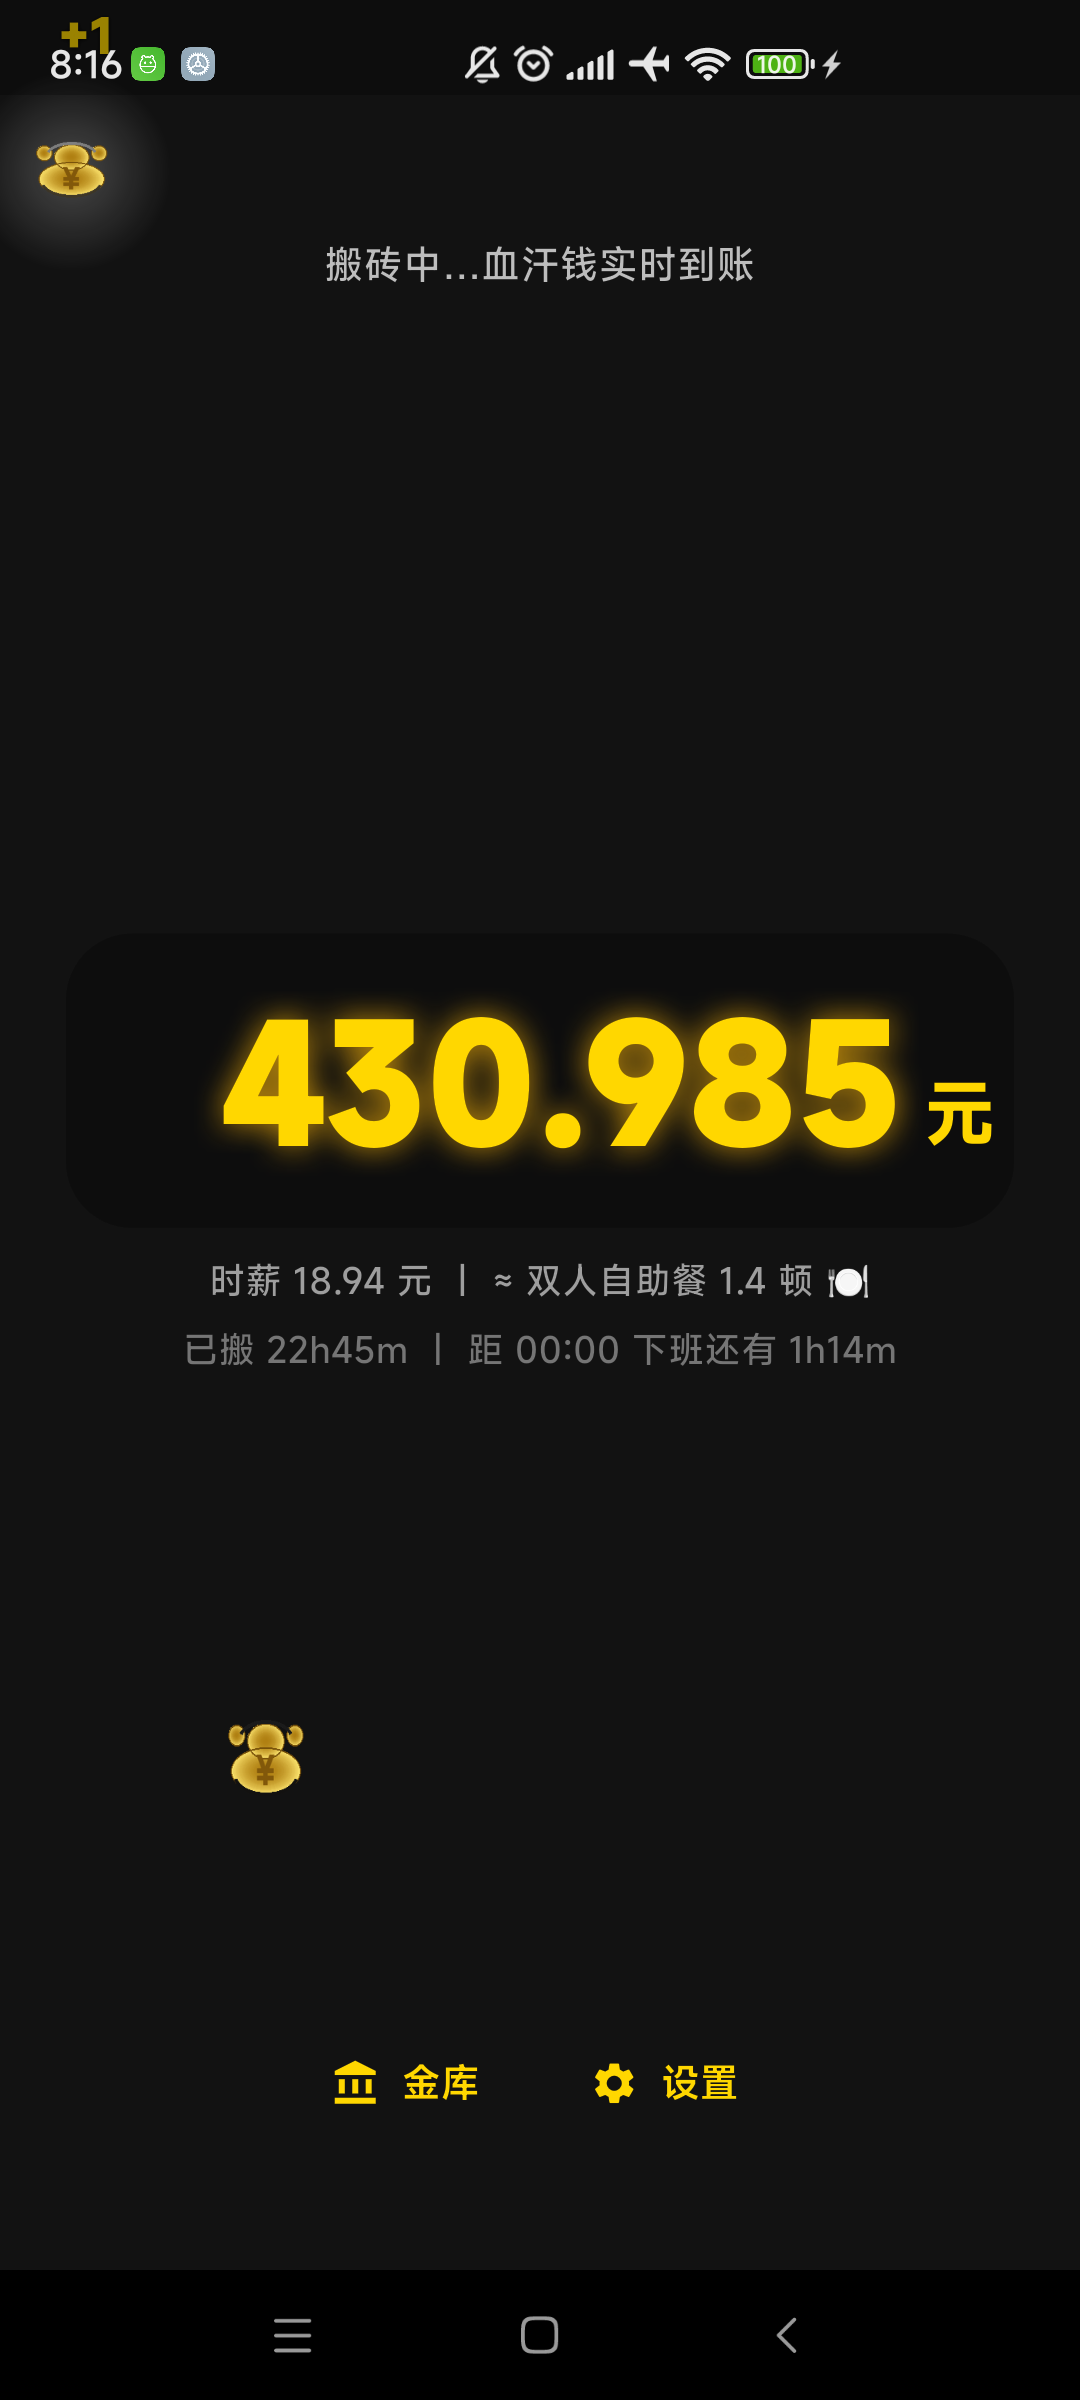 +1
8:16 100
¥
搬砖中...血汗钱实时到账
430.985 元
时薪 18.94 元 | ≈ 双人自助餐 1.4 顿 🍽️
已搬 22h45m | 距 00:00 下班还有 1h14m
¥
金库 设置